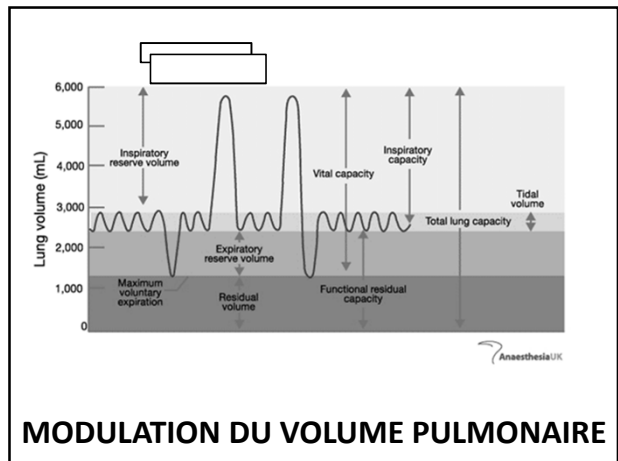 6,000
5,000
4,000
3,000
2,000
1,000
0
Lung volume (mL)
Inspiratory
reserve volume
Vital capacity
Inspiratory
capacity
Tidal
volume
Total lung capacity
Expiratory
reserve volume
Maximum
voluntary
expiration
Residual
volume
Functional residual
capacity
AnaesthesiaUK
MODULATION DU VOLUME PULMONAIRE